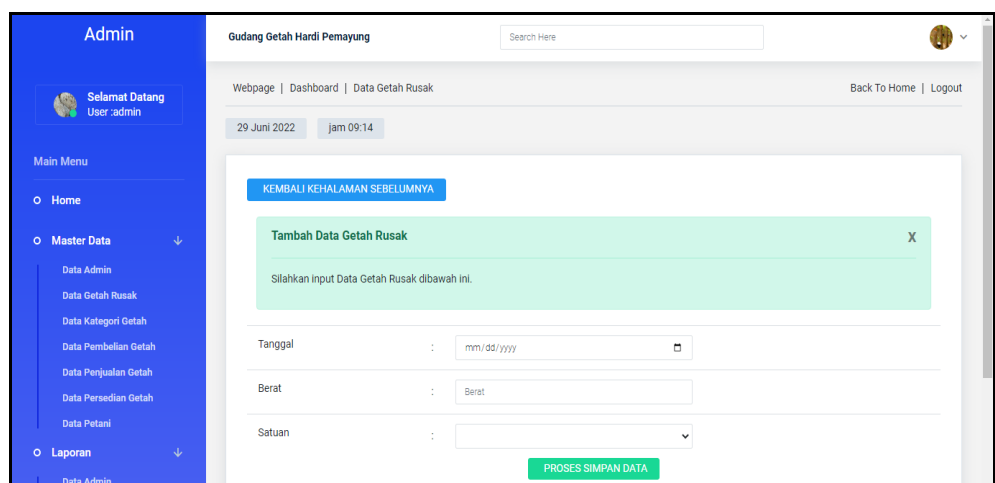 Admin
Selamat Datang
User :admin
Main Menu
Home
Master Data
Data Admin
Data Getah Rusak
Data Kategori Getah
Data Pembelian Getah
Data Penjualan Getah
Data Persedian Getah
Data Petani
Laporan
Data Admin
Gudang Getah Hardi Pemayung
Search Here
Webpage | Dashboard | Data Getah Rusak
Back To Home | Logout
29 Juni 2022
jam 09:14
KEMBALI KEHALAMAN SEBELUMNYA
Tambah Data Getah Rusak X
Silahkan input Data Getah Rusak dibawah ini.
Tanggal : mm/dd/yyyy
Berat : Berat
Satuan :
PROSES SIMPAN DATA